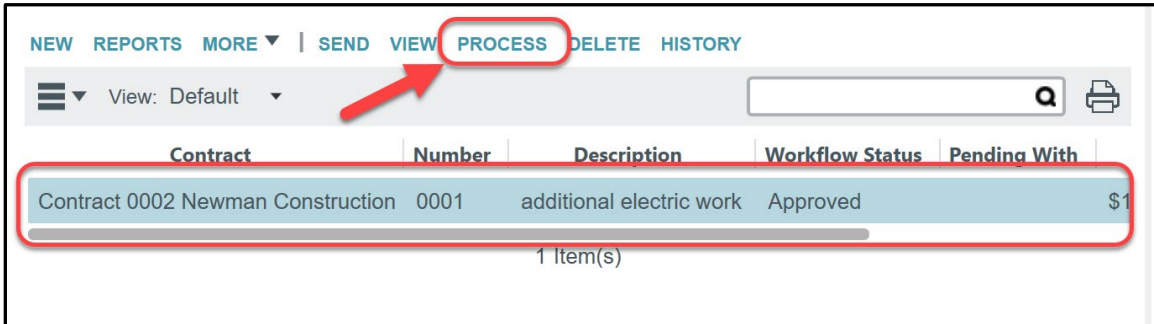 NEW REPORTS MORE | SEND VIEW PROCESS DELETE HISTORY
View: Default
Contract Number Description Workflow Status Pending With
Contract 0002 Newman Construction 0001 additional electric work Approved $1
1 Item(s)